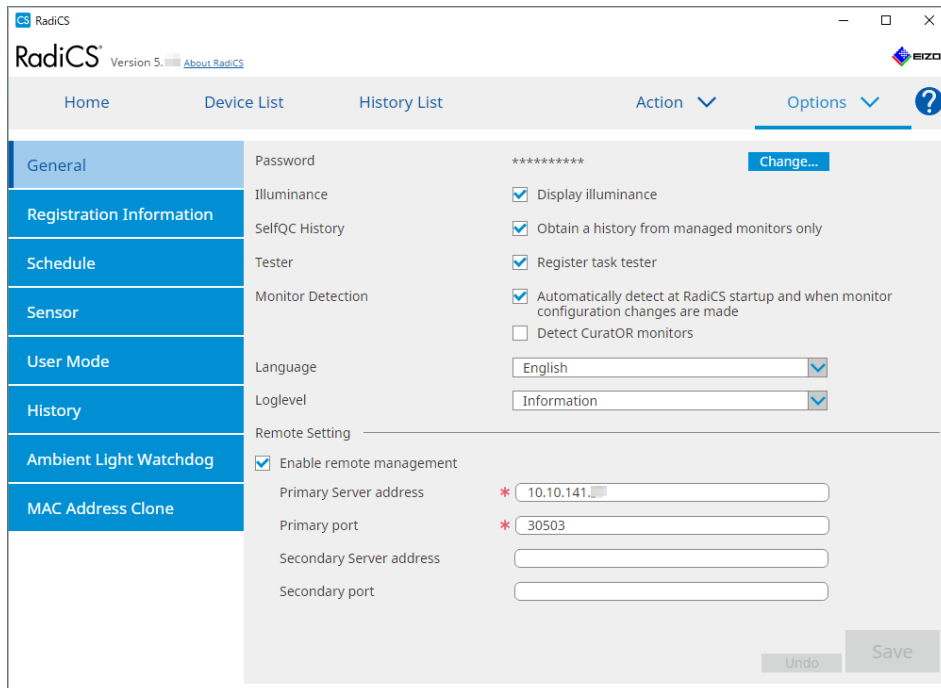 CS RadiCS
RadiCS® Version 5. About RadiCS
EIZO
Home Device List History List Action Options ?
General
Registration Information
Schedule
Sensor
User Mode
History
Ambient Light Watchdog
MAC Address Clone
Password ********** Change...
Illuminance Display illuminance
SelfQC History Obtain a history from managed monitors only
Tester Register task tester
Monitor Detection Automatically detect at RadiCS startup and when monitor
configuration changes are made
Detect CuratOR monitors
Language English
Loglevel Information
Remote Setting
Enable remote management
Primary Server address * 10.10.141.
Primary port * 30503
Secondary Server address
Secondary port
Undo Save